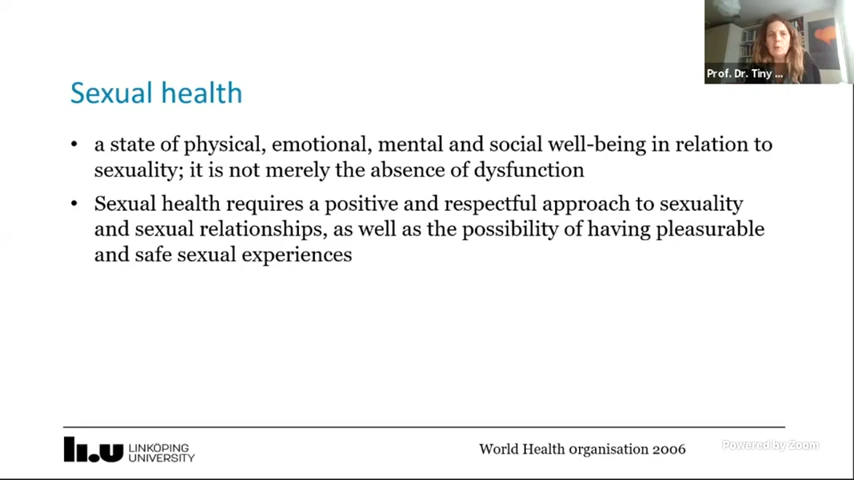 Prof. Dr. Tiny ...
Sexual health
• a state of physical, emotional, mental and social well-being in relation to
sexuality; it is not merely the absence of dysfunction
• Sexual health requires a positive and respectful approach to sexuality
and sexual relationships, as well as the possibility of having pleasurable
and safe sexual experiences
li.u LINKÖPING
UNIVERSITY
World Health organisation 2006
Powered by Zoom